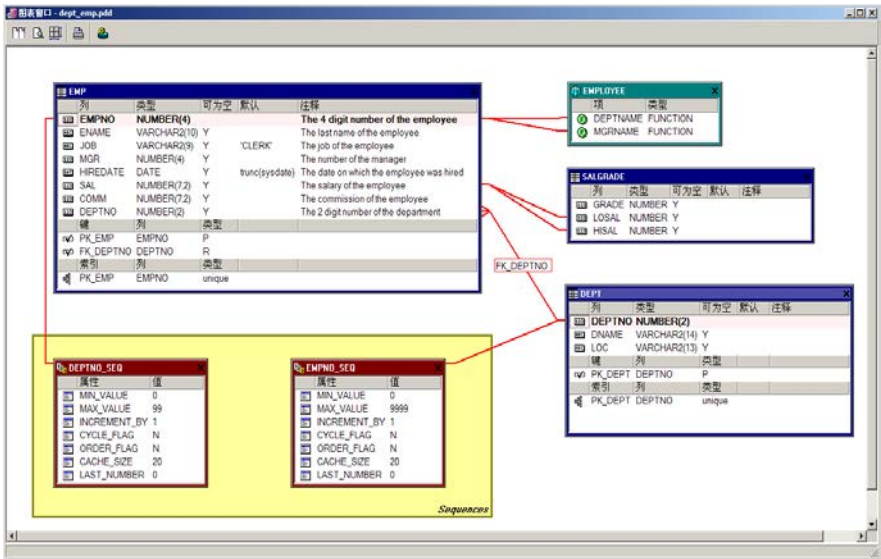 图表窗口 - dept_emp.pdd
EMP
列 类型 可为空 默认 注释
EMPNO NUMBER(4) The 4 digit number of the employee
ENAME VARCHAR2(10) Y The last name of the employee
JOB VARCHAR2(9) Y 'CLERK' The job of the employee
MGR NUMBER(4) Y The number of the manager
HIREDATE DATE Y trunc(sysdate) The date on which the employee was hired
SAL NUMBER(7,2) Y The salary of the employee
COMM NUMBER(7,2) Y The commission of the employee
DEPTNO NUMBER(2) Y The 2 digit number of the department
键 列 类型
PK_EMP EMPNO P
FK_DEPTNO DEPTNO R
索引 列 类型
PK_EMP EMPNO unique
EMPLOYEE
项 类型
DEPTNAME FUNCTION
MGRNAME FUNCTION
SALGRADE
列 类型 可为空 默认 注释
GRADE NUMBER Y
LOSAL NUMBER Y
HISAL NUMBER Y
FK_DEPTNO
DEPT
列 类型 可为空 默认 注释
DEPTNO NUMBER(2)
DNAME VARCHAR2(14) Y
LOC VARCHAR2(13) Y
键 列 类型
PK_DEPT DEPTNO P
索引 列 类型
PK_DEPT DEPTNO unique
DEPTNO_SEQ
属性 值
MIN_VALUE 0
MAX_VALUE 99
INCREMENT_BY 1
CYCLE_FLAG N
ORDER_FLAG N
CACHE_SIZE 20
LAST_NUMBER 0
EMPNO_SEQ
属性 值
MIN_VALUE 0
MAX_VALUE 9999
INCREMENT_BY 1
CYCLE_FLAG N
ORDER_FLAG N
CACHE_SIZE 20
LAST_NUMBER 0
Sequences